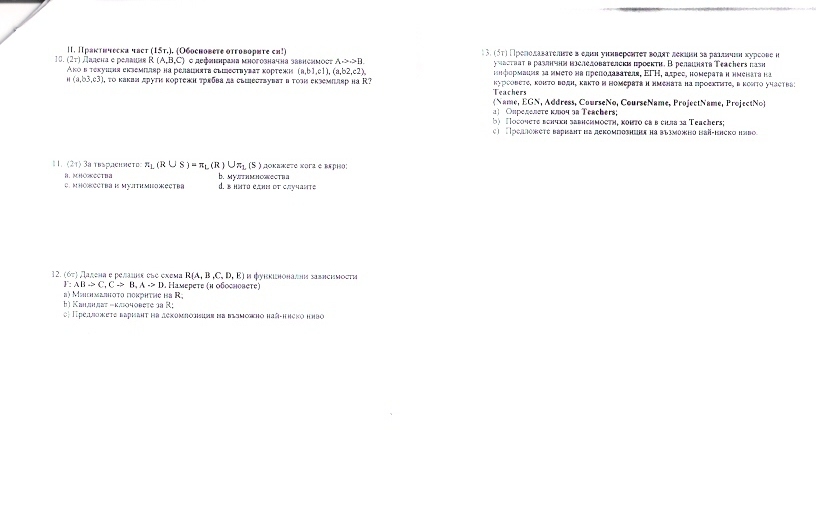 II. Практическа част (15т.). (Обосновете отговорите си!)
10. (2т) Дадена е релация R (A,B,C) с дефинирана многозначна зависимост A->->B.
Ако в текущия екземпляр на релацията съществуват кортежи (a,b1,c1), (a,b2,c2),
и (a,b3,c3), то какви други кортежи трябва да съществуват в този екземпляр на R?
11. (2т) За твърдението: π_L (R ∪ S ) = π_L (R ) ∪ π_L (S ) докажете кога е вярно:
a. множества b. мултимножества
c. множества и мултимножества d. в нито един от случаите
12. (6т) Дадена е релация със схема R(A, B ,C, D, E) и функционални зависимости
F: AB -> C, C -> B, A -> D. Намерете (и обосновете)
a) Минималното покритие на R;
b) Кандидат –ключовете за R;
c) Предложете вариант на декомпозиция на възможно най-ниско ниво
13. (5т) Преподавателите в един университет водят лекции за различни курсове и
участват в различни изследователски проекти. В релацията Teachers пази
информация за името на преподавателя, ЕГН, адрес, номерата и имената на
курсовете, които води, както и номерата и имената на проектите, в които участва:
Teachers
(Name, EGN, Address, CourseNo, CourseName, ProjectName, ProjectNo)
a) Определете ключ за Teachers;
b) Посочете всички зависимости, които са в сила за Teachers;
c) Предложете вариант на декомпозиция на възможно най-ниско ниво.